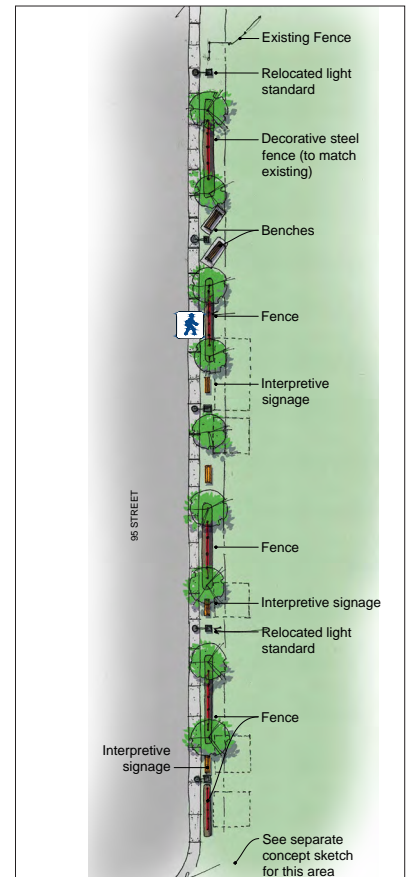 Existing Fence
Relocated light
standard
Decorative steel
fence (to match
existing)
Benches
Fence
Interpretive
signage
95 STREET
Fence
Interpretive signage
Relocated light
standard
Fence
Interpretive
signage
See separate
concept sketch
for this area